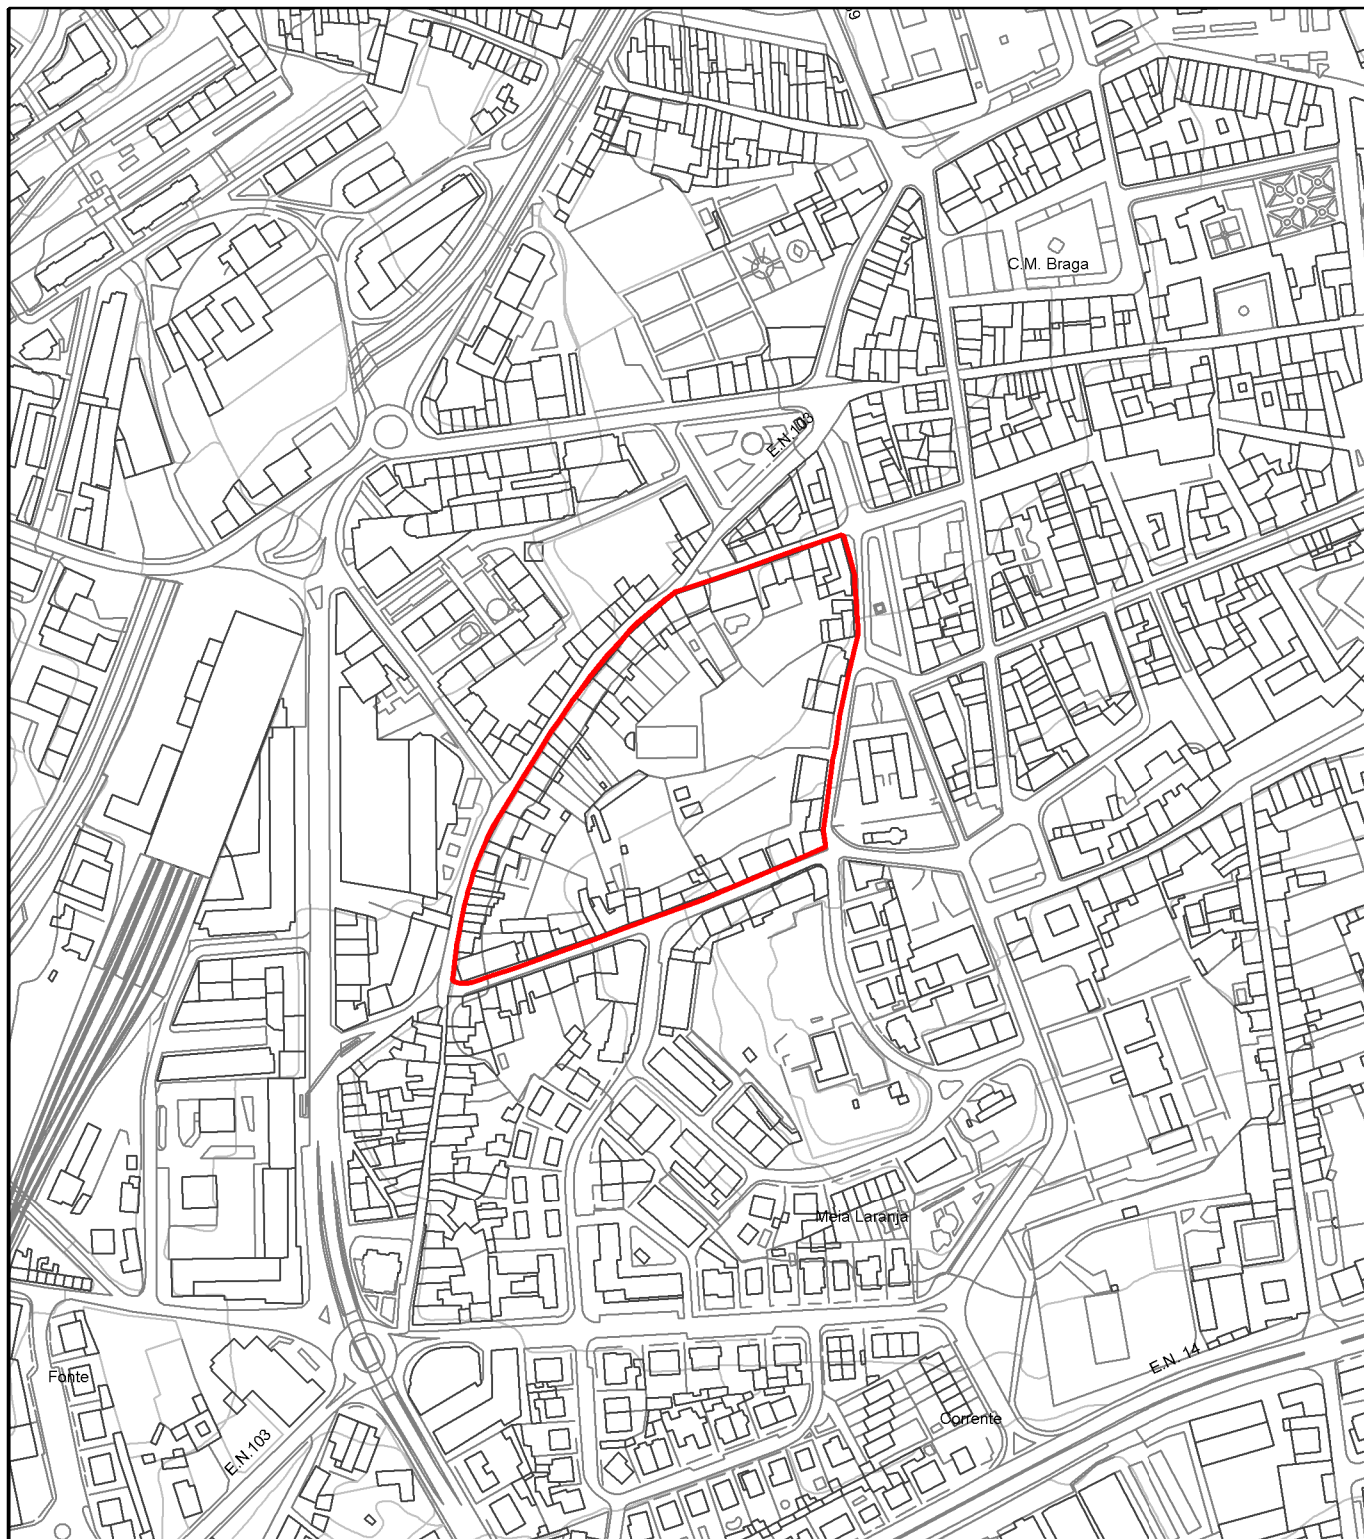 C.M. Braga
E.N. 103
Meia Laranja
E.N. 14
Fonte
Corrente
E.N.103